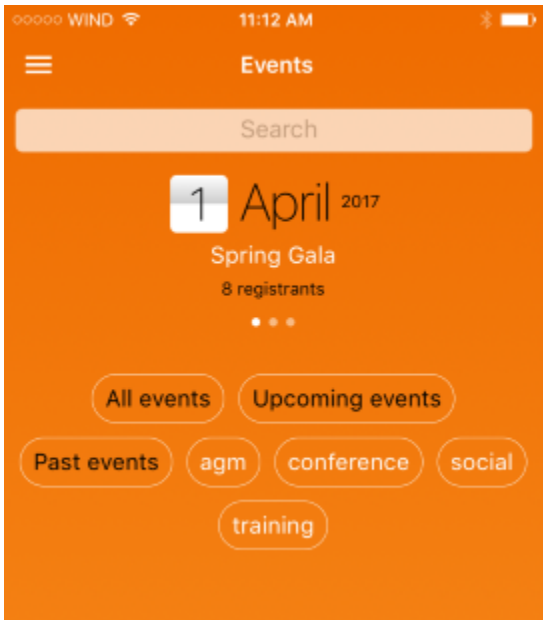 WIND 11:12 AM
Events
Search
1 April 2017
Spring Gala
8 registrants
All events Upcoming events
Past events agm conference social
training